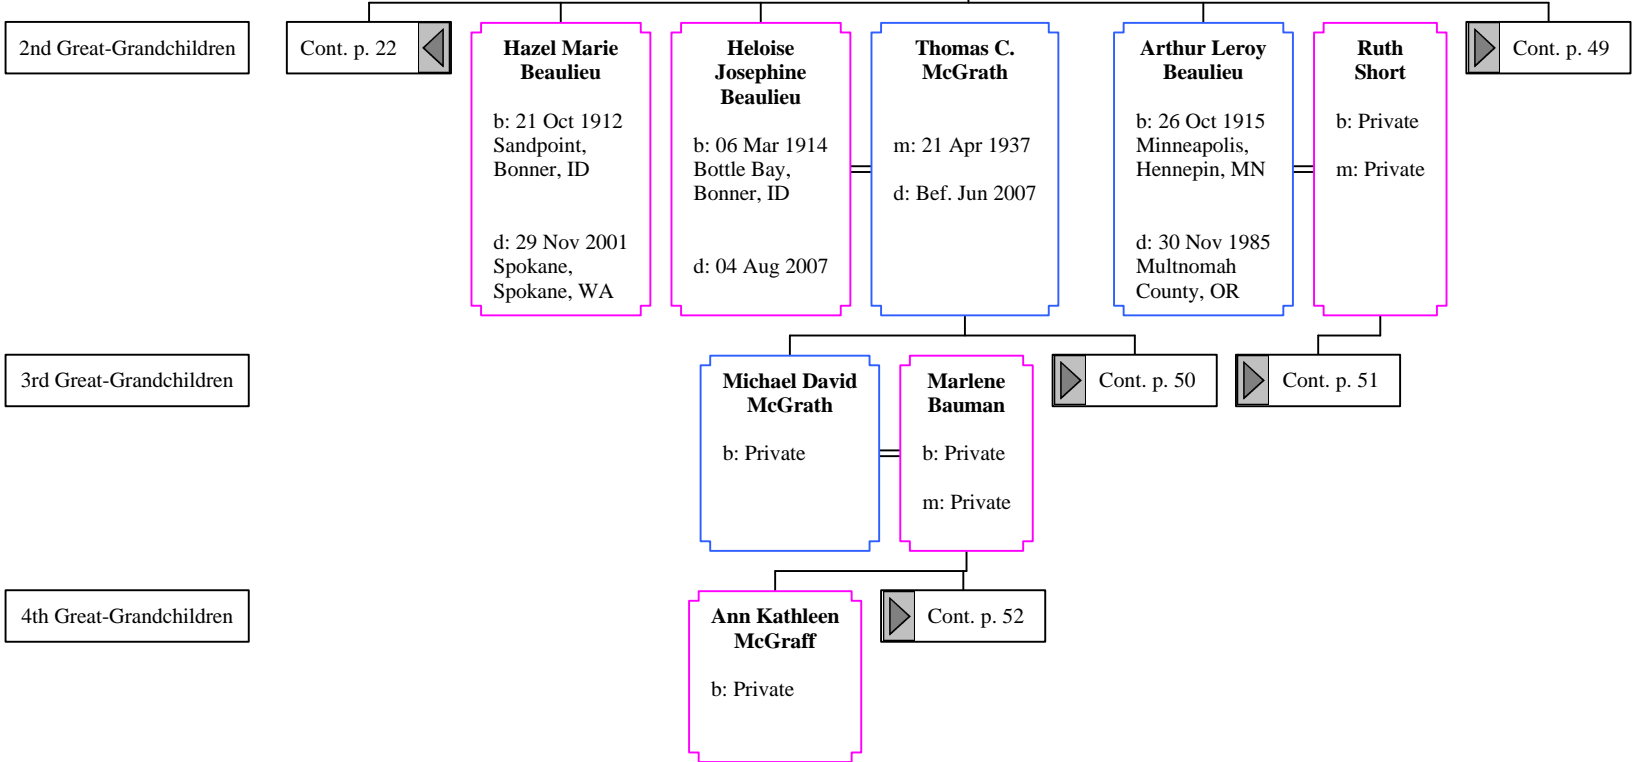 2nd Great-Grandchildren
Cont. p. 22
Hazel Marie
Beaulieu
b: 21 Oct 1912
Sandpoint,
Bonner, ID
d: 29 Nov 2001
Spokane,
Spokane, WA
Heloise
Josephine
Beaulieu
b: 06 Mar 1914
Bottle Bay,
Bonner, ID
d: 04 Aug 2007
Thomas C.
McGrath
m: 21 Apr 1937
d: Bef. Jun 2007
Arthur Leroy
Beaulieu
b: 26 Oct 1915
Minneapolis,
Hennepin, MN
d: 30 Nov 1985
Multnomah
County, OR
Ruth
Short
b: Private
m: Private
Cont. p. 49
3rd Great-Grandchildren
Michael David
McGrath
b: Private
Marlene
Bauman
b: Private
m: Private
Cont. p. 50
Cont. p. 51
4th Great-Grandchildren
Ann Kathleen
McGraff
b: Private
Cont. p. 52